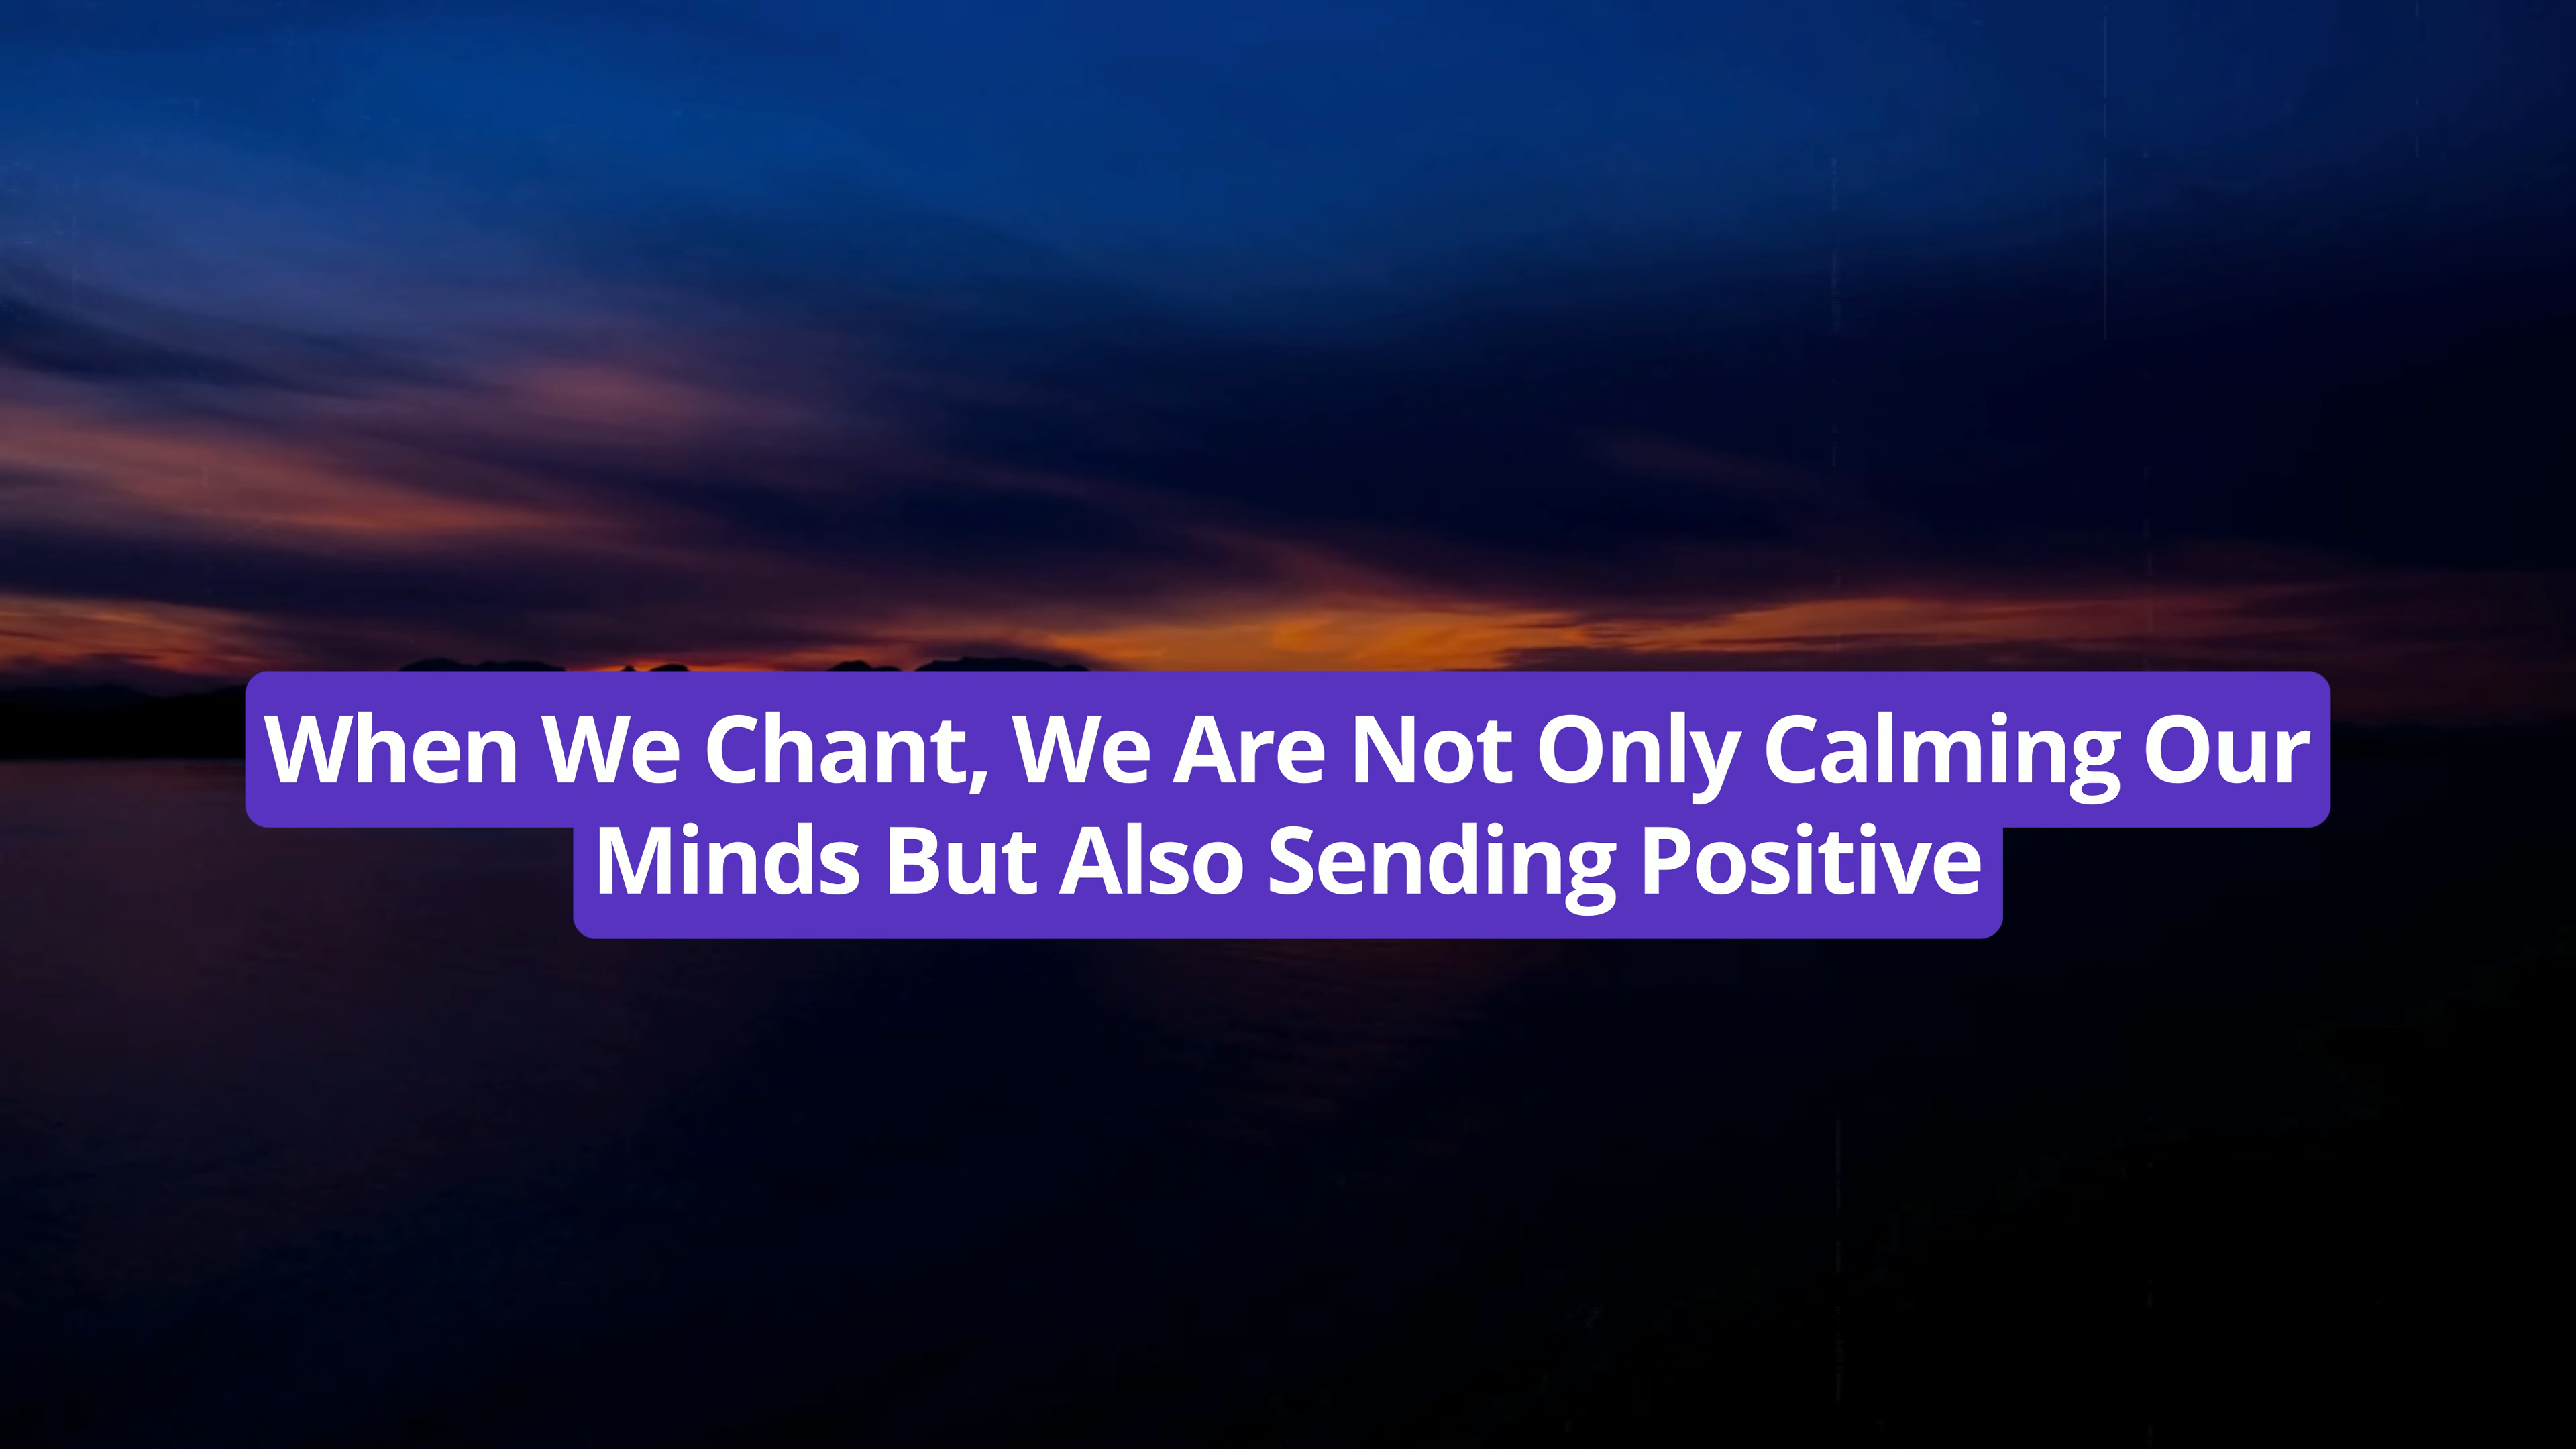 When We Chant, We Are Not Only Calming Our
Minds But Also Sending Positive